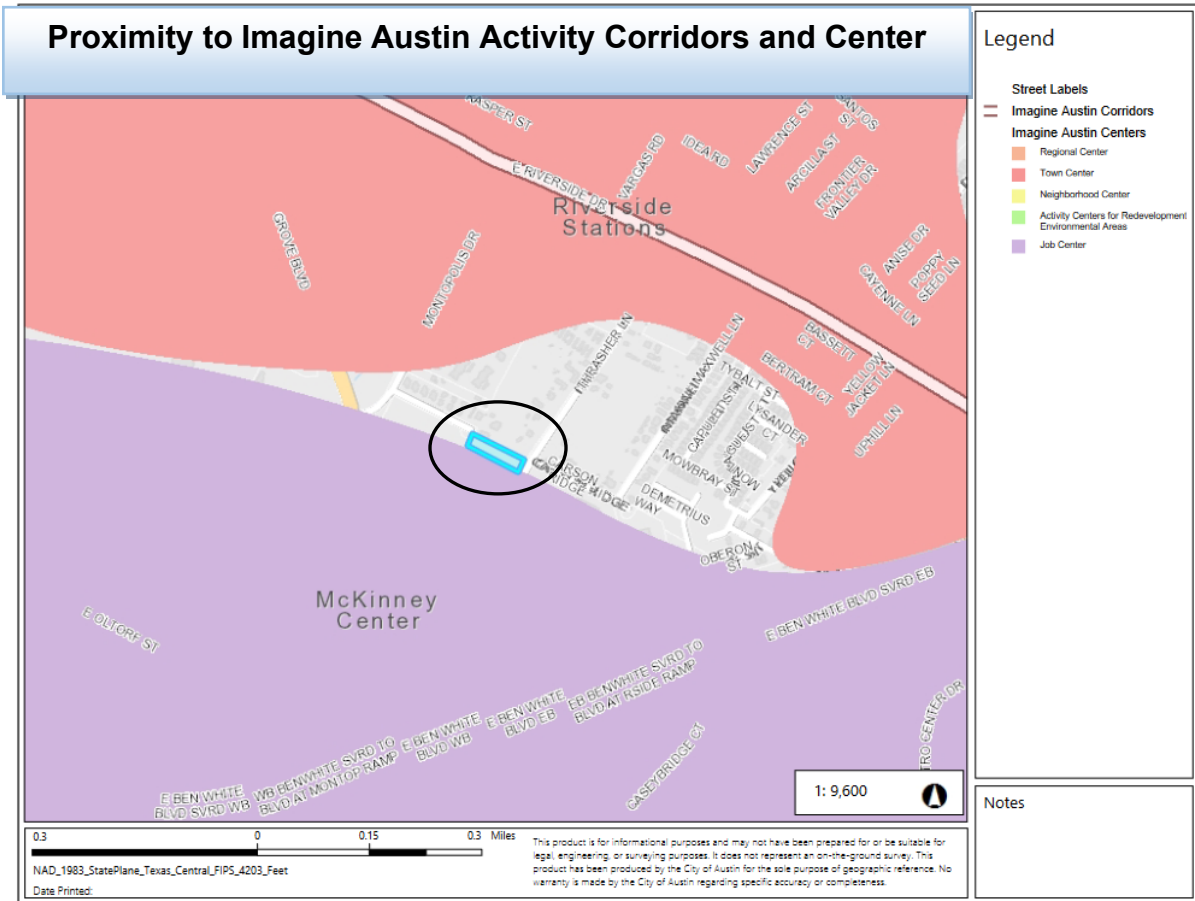 Proximity to Imagine Austin Activity Corridors and Center
Legend
Street Labels
Imagine Austin Corridors
Imagine Austin Centers
Regional Center
Town Center
Neighborhood Center
Activity Centers for Redevelopment
Environmental Areas
Job Center
KASPER ST
VARGAS RD
IDEA RD
LAWRENCE ST
ARCILLA ST
FRONTIER
VALLEY DR
E RIVERSIDE DR
Riverside
Stations
GROVE BLVD
MONTOPOLIS DR
ANISE DR
POPPY
SEED LN
CAYENNE LN
THRASHER LN
MAXWELL LN
BASSETT
CT
BERTRAM CT
YELLOW
JACKET LN
TYBALT ST
LYSANDER
CT
UPHILL LN
CARSON
RIDGE
MOWBRAY ST
DEMETRIUS
WAY
OBERON
ST
McKinney
Center
E OLTORF ST
E BEN WHITE BLVD SVRD EB
EB BENWHITE SVRD TO
BLVD AT RSIDE RAMP
E BEN WHITE
BLVD EB
E BEN WHITE
BLVD WB
WB BENWHITE SVRD TO
BLVD AT MONTOP RAMP
E BEN WHITE
BLVD SVRD WB
CASEYBRIDGE CT
TRO CENTER DR
1: 9,600
Notes
0.3 0 0.15 0.3 Miles
NAD_1983_StatePlane_Texas_Central_FIPS_4203_Feet
Date Printed:
This product is for informational purposes and may not have been prepared for or be suitable for
legal, engineering, or surveying purposes. It does not represent an on-the-ground survey. This
product has been produced by the City of Austin for the sole purpose of geographic reference. No
warranty is made by the City of Austin regarding specific accuracy or completeness.